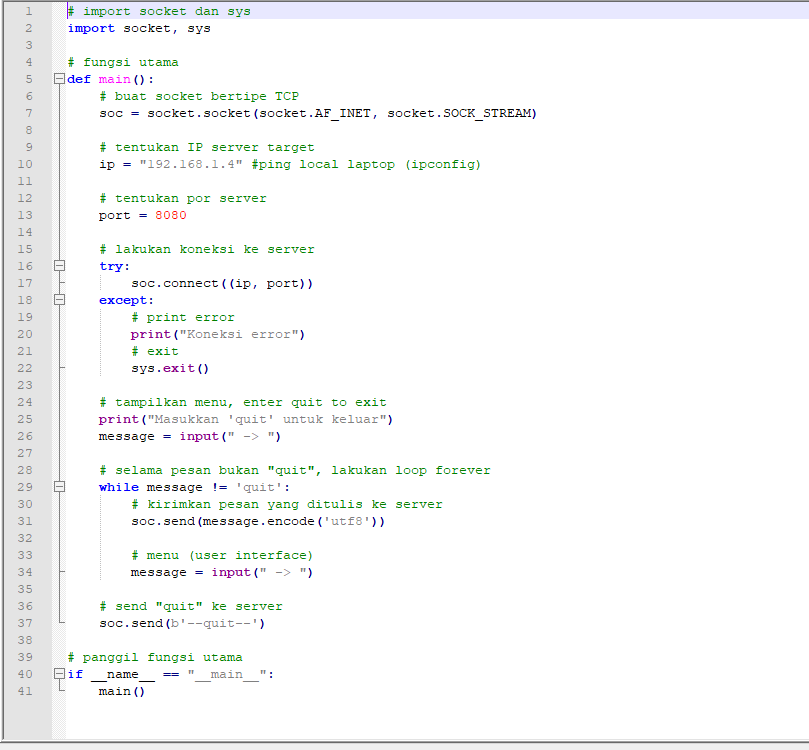 1 # import socket dan sys
2 import socket, sys
3
4 # fungsi utama
5 def main():
6 # buat socket bertipe TCP
7 soc = socket.socket(socket.AF_INET, socket.SOCK_STREAM)
8
9 # tentukan IP server target
10 ip = "192.168.1.4" #ping local laptop (ipconfig)
11
12 # tentukan por server
13 port = 8080
14
15 # lakukan koneksi ke server
16 try:
17 soc.connect((ip, port))
18 except:
19 # print error
20 print("Koneksi error")
21 # exit
22 sys.exit()
23
24 # tampilkan menu, enter quit to exit
25 print("Masukkan 'quit' untuk keluar")
26 message = input(" -> ")
27
28 # selama pesan bukan "quit", lakukan loop forever
29 while message != 'quit':
30 # kirimkan pesan yang ditulis ke server
31 soc.send(message.encode('utf8'))
32
33 # menu (user interface)
34 message = input(" -> ")
35
36 # send "quit" ke server
37 soc.send(b'--quit--')
38
39 # panggil fungsi utama
40 if __name__ == "__main__":
41 main()